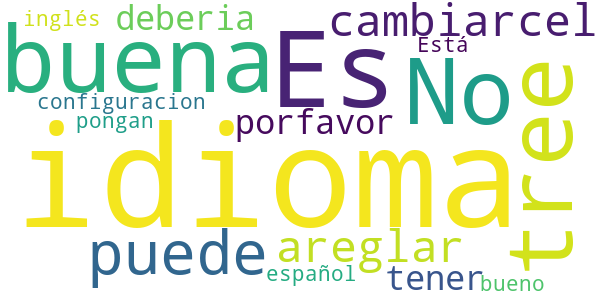 inglés
deberia
cambiarcel
buena
Es
Está
No
configuracion
pongan
porfavor
tree
idioma
puede
areglar
español
tener
bueno